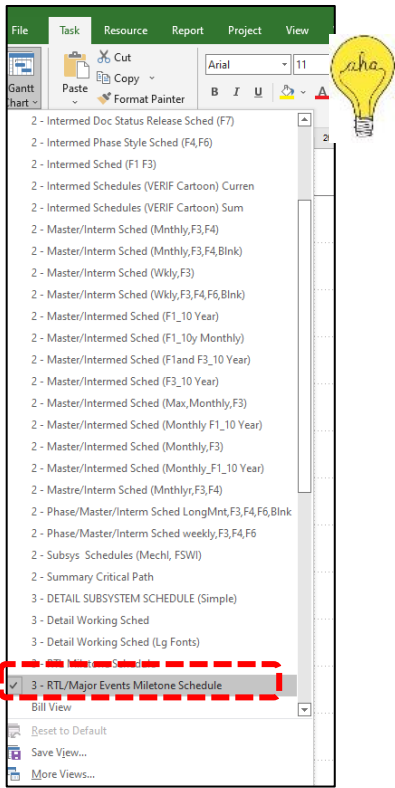 File Task Resource Report Project View
aha
Cut
Arial 11
Copy
Gantt Chart
Paste
Format Painter
B I U A
2 - Intermed Doc Status Release Sched (F7)
2 - Intermed Phase Style Sched (F4,F6)
2 - Intermed Sched (F1 F3)
2 - Intermed Schedules (VERIF Cartoon) Curren
2 - Intermed Schedules (VERIF Cartoon) Sum
2 - Master/Interm Sched (Mnthly,F3,F4)
2 - Master/Interm Sched (Mnthly,F3,F4,Blnk)
2 - Master/Interm Sched (Wkly,F3)
2 - Master/Interm Sched (Wkly,F3,F4,F6,Blnk)
2 - Master/Intermed Sched (F1_10 Year)
2 - Master/Intermed Sched (F1_10y Monthly)
2 - Master/Intermed Sched (F1and F3_10 Year)
2 - Master/Intermed Sched (F3_10 Year)
2 - Master/Intermed Sched (Max,Monthly,F3)
2 - Master/Intermed Sched (Monthly F1_10 Year)
2 - Master/Intermed Sched (Monthly,F3)
2 - Master/Intermed Sched (Monthly_F1_10 Year)
2 - Mastre/Interm Sched (Mnthlyr,F3,F4)
2 - Phase/Master/Interm Sched LongMnt,F3,F4,F6,Blnk
2 - Phase/Master/Interm Sched weekly,F3,F4,F6
2 - Subsys Schedules (Mechl, FSWI)
2 - Summary Critical Path
3 - DETAIL SUBSYSTEM SCHEDULE (Simple)
3 - Detail Working Sched
3 - Detail Working Sched (Lg Fonts)
3 - RTL/Major Events Miletone Schedule
Bill View
Reset to Default
Save View...
More Views...